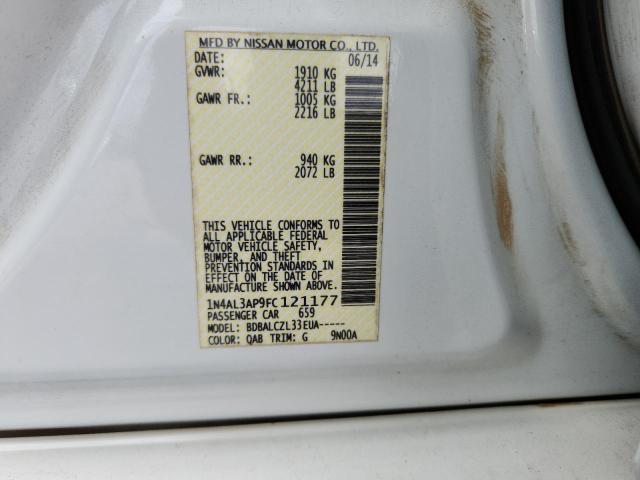 MFD BY NISSAN MOTOR CO., LTD.
DATE: 06/14
GVWR: 1910 KG
4211 LB
GAWR FR.: 1005 KG
2216 LB
GAWR RR.: 940 KG
2072 LB
THIS VEHICLE CONFORMS TO
ALL APPLICABLE FEDERAL
MOTOR VEHICLE SAFETY,
BUMPER, AND THEFT
PREVENTION STANDARDS IN
EFFECT ON THE DATE OF
MANUFACTURE SHOWN ABOVE.
1N4AL3AP9FC121177
PASSENGER CAR 659
MODEL: BDBALCZL33EUA-----
COLOR: QAB TRIM: G 9N00A